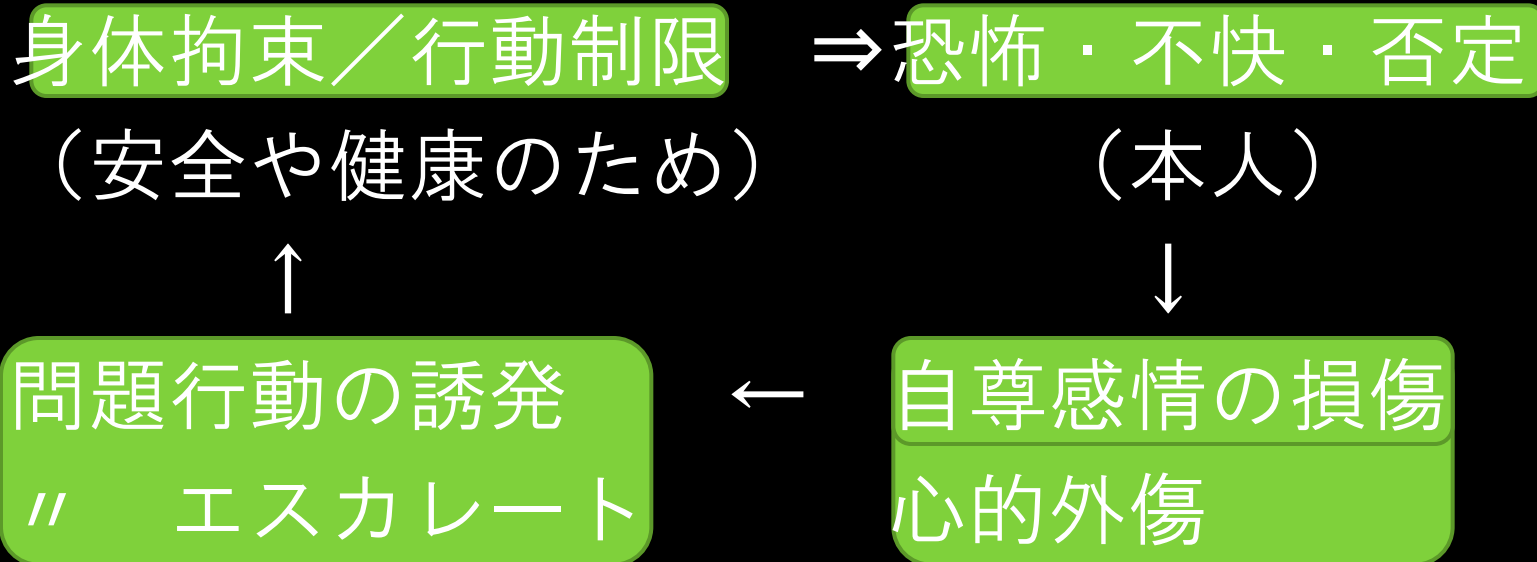 身体拘束／行動制限　⇒恐怖・不快・否定
（安全や健康のため）　（本人）
↑　↓
問題行動の誘発　←　自尊感情の損傷
〃　エスカレート　心的外傷